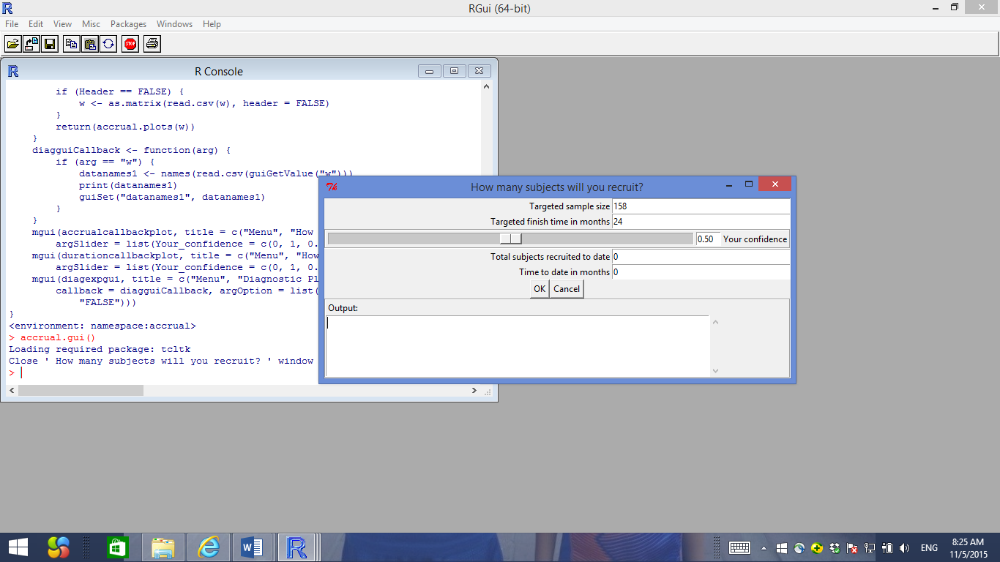 RGui (64-bit)
File Edit View Misc Packages Windows Help
STOP
R Console
if (Header == FALSE) {
w <- as.matrix(read.csv(w), header = FALSE)
}
return(accrual.plots(w))
}
diagguiCallback <- function(arg) {
if (arg == "w") {
datanames1 <- names(read.csv(guiGetValue("w")))
print(datanames1)
guiSet("datanames1", datanames1)
}
}
mgui(accrualcallbackplot, title = c("Menu", "How
argSlider = list(Your_confidence = c(0, 1, 0.
mgui(durationcallbackplot, title = c("Menu", "How
argSlider = list(Your_confidence = c(0, 1, 0.
mgui(diagexpgui, title = c("Menu", "Diagnostic Pl
callback = diagguiCallback, argOption = list(
"FALSE")))
}
<environment: namespace:accrual>
> accrual.gui()
Loading required package: tcltk
Close ' How many subjects will you recruit? ' window
>
How many subjects will you recruit?
Targeted sample size 158
Targeted finish time in months 24
0.50 Your confidence
Total subjects recruited to date 0
Time to date in months 0
OK Cancel
Output:
ENG
8:25 AM
11/5/2015